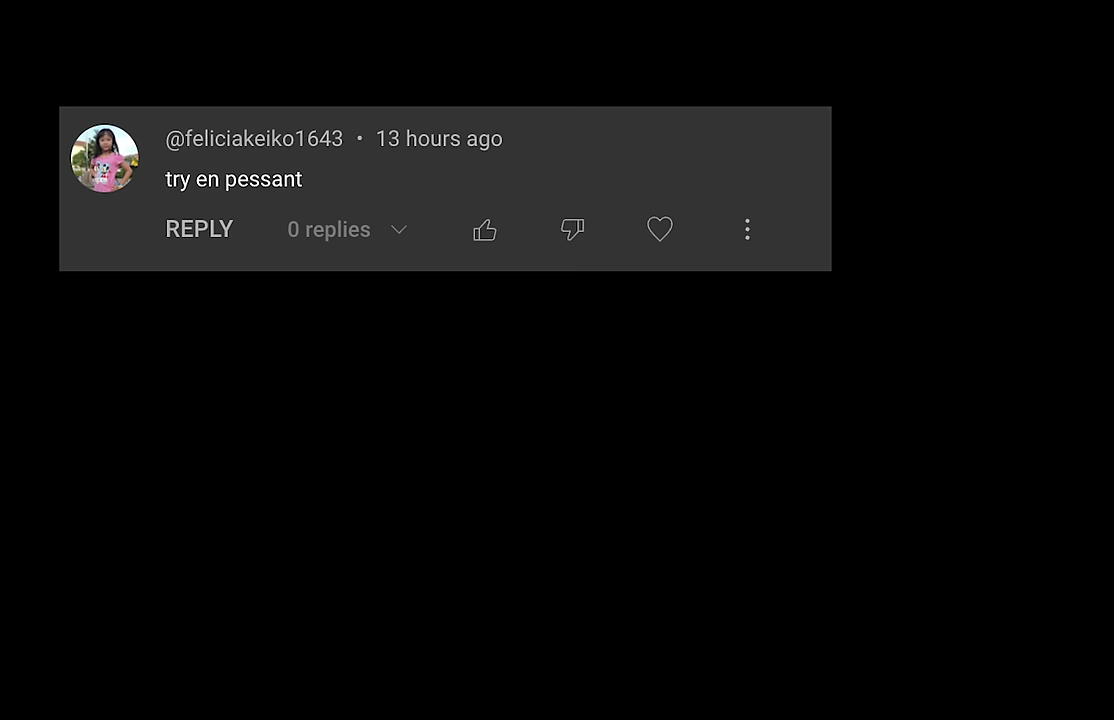 @feliciakeiko1643 • 13 hours ago
try en pessant
REPLY 0 replies